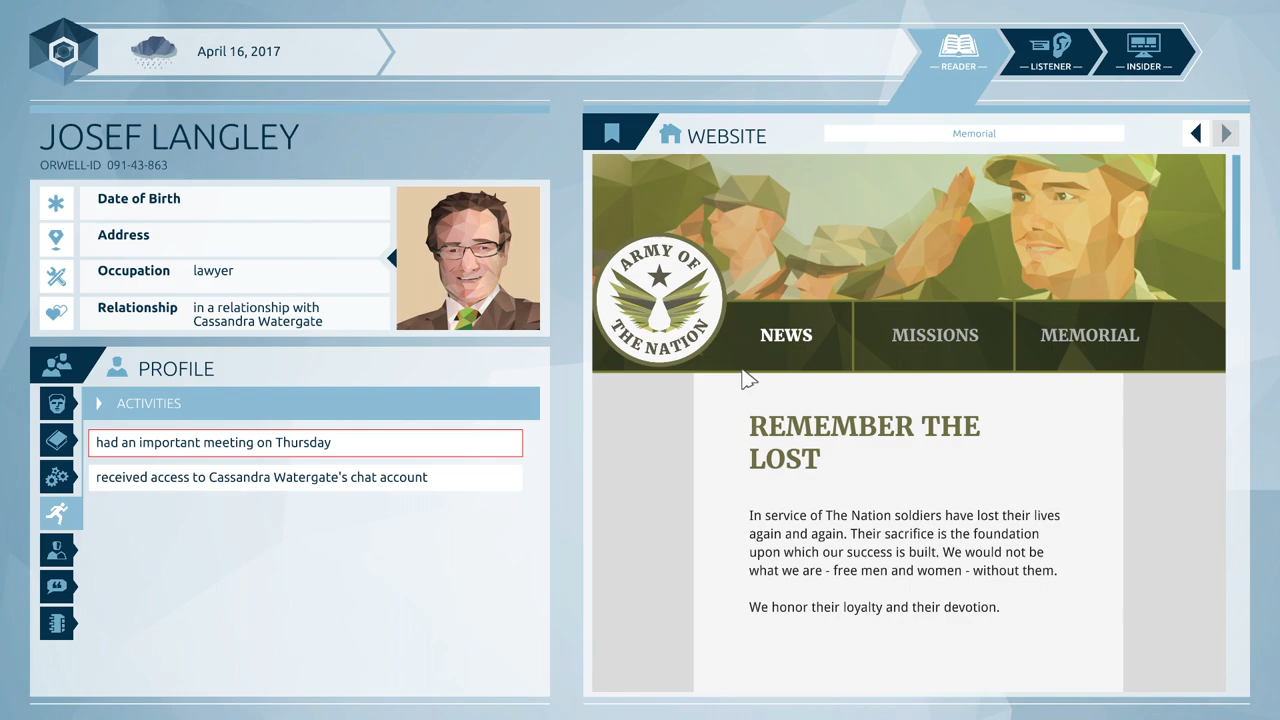 April 16, 2017
— READER —
— LISTENER —
— INSIDER —
JOSEF LANGLEY
ORWELL-ID 091-43-863
Date of Birth
Address
Occupation lawyer
Relationship in a relationship with
Cassandra Watergate
PROFILE
ACTIVITIES
had an important meeting on Thursday
received access to Cassandra Watergate's chat account
WEBSITE
Memorial
ARMY OF
THE NATION
NEWS
MISSIONS
MEMORIAL
REMEMBER THE
LOST
In service of The Nation soldiers have lost their lives
again and again. Their sacrifice is the foundation
upon which our success is built. We would not be
what we are - free men and women - without them.
We honor their loyalty and their devotion.